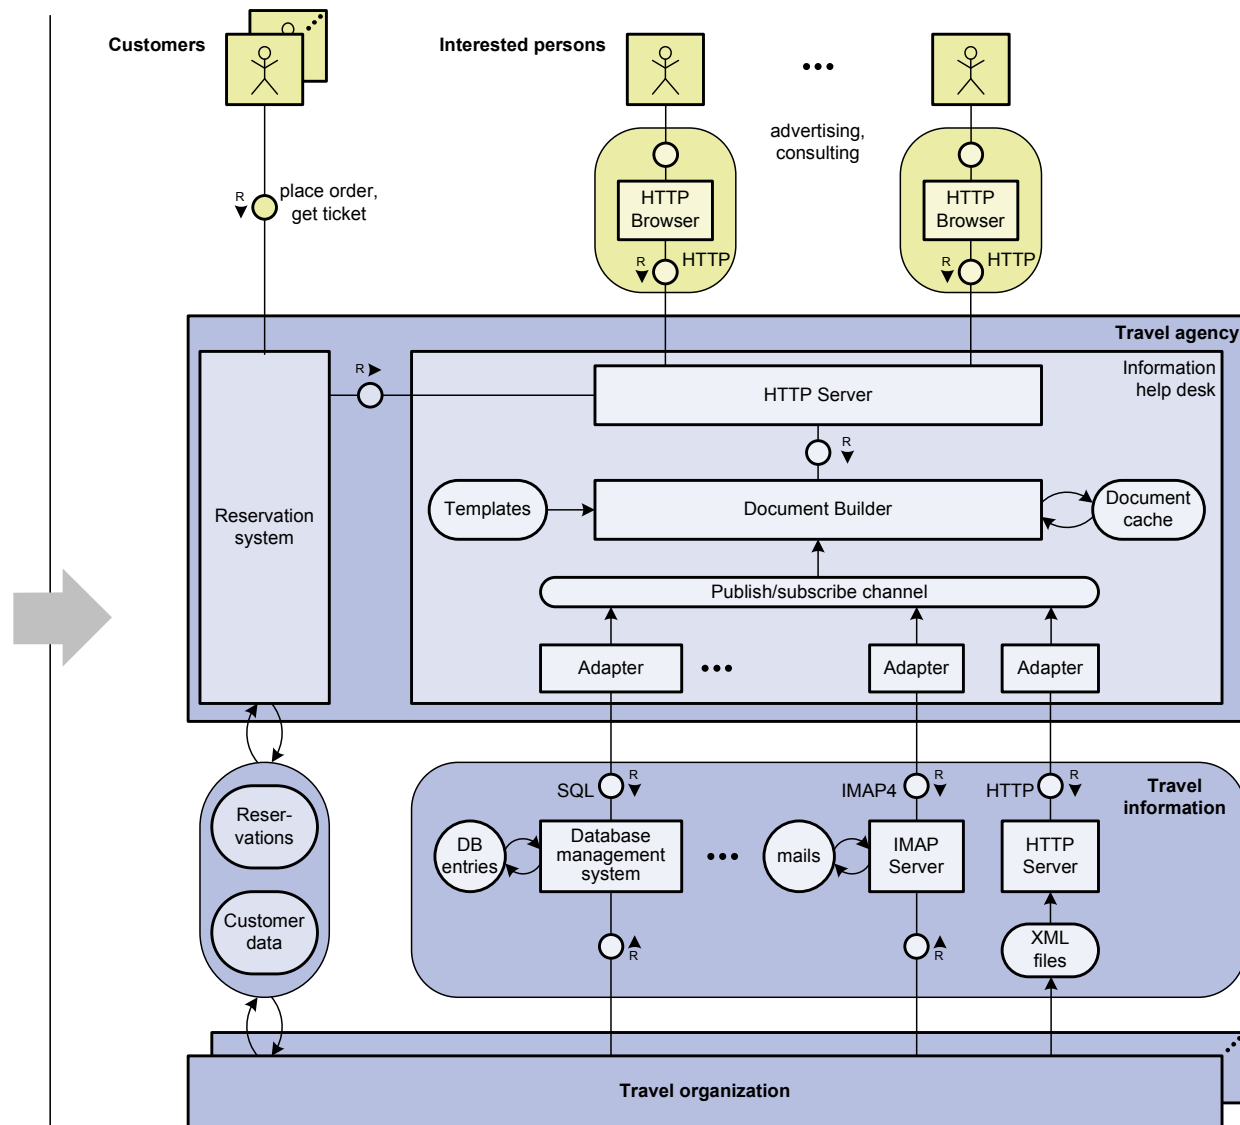 Customers
Interested persons
advertising,
consulting
R
place order,
get ticket
HTTP
Browser
HTTP
Browser
R
HTTP
R
HTTP
Travel agency
Information
help desk
R
HTTP Server
R
Reservation
system
Templates
Document Builder
Document
cache
Publish/subscribe channel
Adapter
Adapter
Adapter
SQL
R
IMAP4
R
HTTP
R
Travel
information
Reser-
vations
DB
entries
Database
management
system
mails
IMAP
Server
HTTP
Server
Customer
data
R
R
XML
files
Travel organization